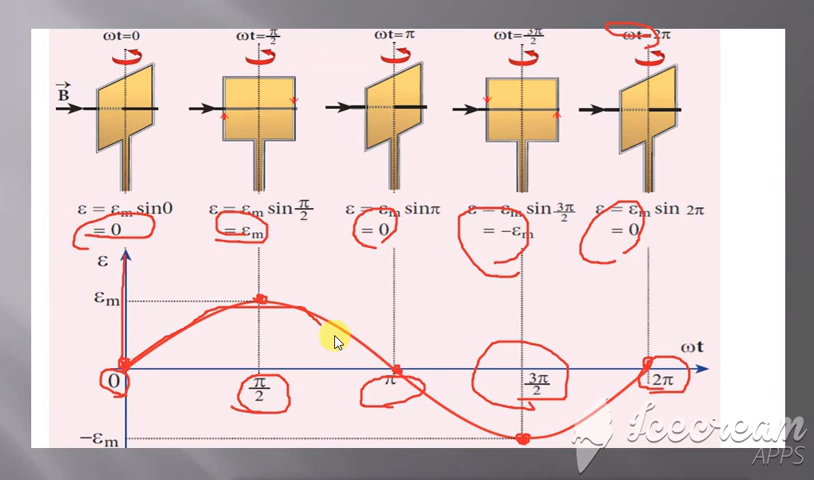 ωt=0 ωt=π/2 ωt=π ωt=3π/2 ωt=2π
B
ε = εm sin0 ε = εm sin π/2 ε = εm sinπ ε = εm sin 3π/2 ε = εm sin 2π
= 0 = εm = 0 = -εm = 0
ε
εm
ωt
0 π/2 π 3π/2 2π
-εm
Icecream
APPS